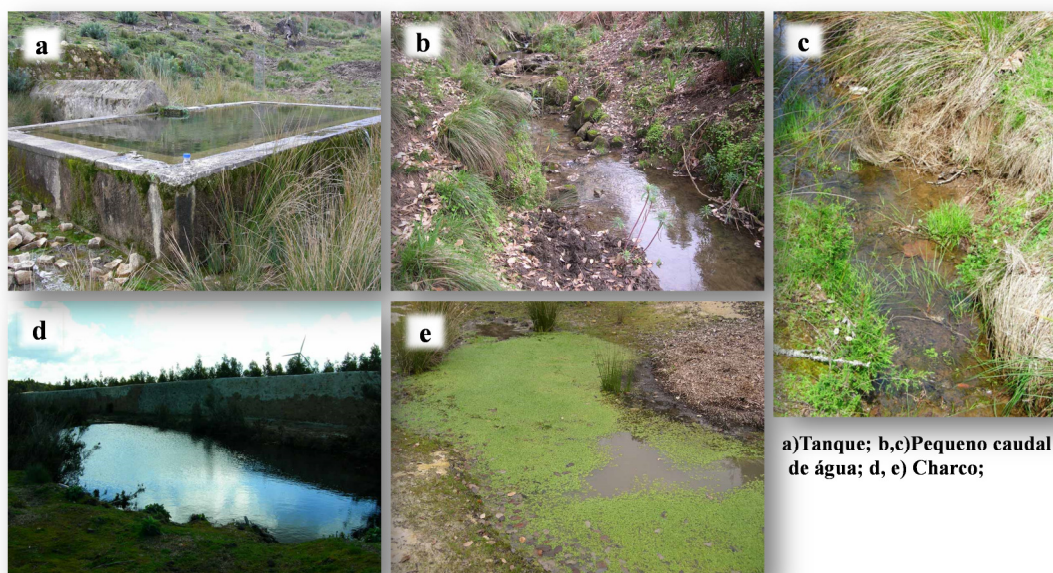 a
b
c
d
e
a)Tanque; b,c)Pequeno caudal
de água; d, e) Charco;